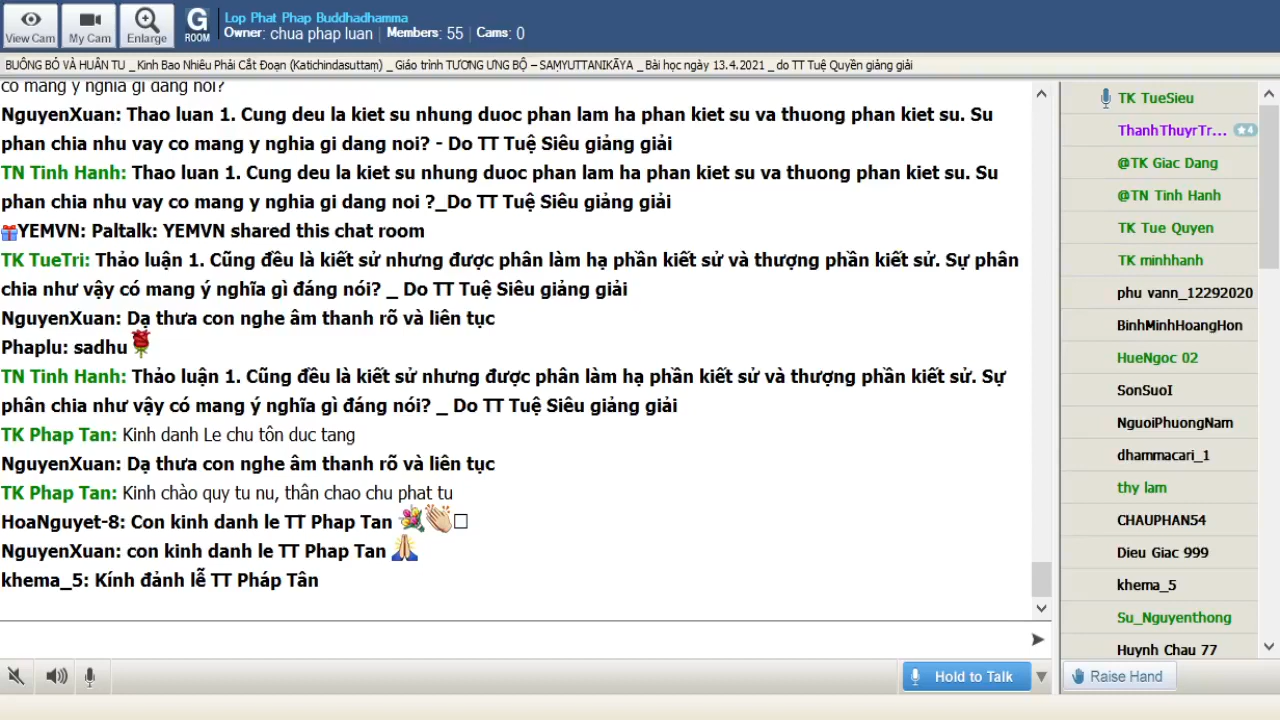 View Cam
My Cam
Enlarge
G
ROOM
Lop Phat Phap Buddhadhamma
Owner: chua phap luan | Members: 55 | Cams: 0
BUÔNG BỎ VÀ HUÂN TU _ Kinh Bao Nhiêu Phải Cắt Đoạn (Katichindasuttaṃ) _ Giáo trình TƯƠNG ƯNG BỘ – SAṂYUTTANIKĀYA _ Bài học ngày 13.4.2021 _ do TT Tuệ Quyền giảng giải
co mang y nghia gi dang noi?
NguyenXuan: Thao luan 1. Cung deu la kiet su nhung duoc phan lam ha phan kiet su va thuong phan kiet su. Su
phan chia nhu vay co mang y nghia gi dang noi? - Do TT Tuệ Siêu giảng giải
TN Tinh Hanh: Thao luan 1. Cung deu la kiet su nhung duoc phan lam ha phan kiet su va thuong phan kiet su. Su
phan chia nhu vay co mang y nghia gi dang noi ?_Do TT Tuệ Siêu giảng giải
YEMVN: Paltalk: YEMVN shared this chat room
TK TueTri: Thảo luận 1. Cũng đều là kiết sử nhưng được phân làm hạ phần kiết sử và thượng phần kiết sử. Sự phân
chia như vậy có mang ý nghĩa gì đáng nói? _ Do TT Tuệ Siêu giảng giải
NguyenXuan: Dạ thưa con nghe âm thanh rõ và liên tục
Phaplu: sadhu
TN Tinh Hanh: Thảo luận 1. Cũng đều là kiết sử nhưng được phân làm hạ phần kiết sử và thượng phần kiết sử. Sự
phân chia như vậy có mang ý nghĩa gì đáng nói? _ Do TT Tuệ Siêu giảng giải
TK Phap Tan: Kinh danh Le chu tôn duc tang
NguyenXuan: Dạ thưa con nghe âm thanh rõ và liên tục
TK Phap Tan: Kinh chào quy tu nu, thân chao chu phat tu
HoaNguyet-8: Con kinh danh le TT Phap Tan
NguyenXuan: con kinh danh le TT Phap Tan
khema_5: Kính đảnh lễ TT Pháp Tân
Hold to Talk
TK TueSieu
ThanhThuyrTr... 4
@TK Giac Dang
@TN Tinh Hanh
TK Tue Quyen
TK minhhanh
phu vann_12292020
BinhMinhHoangHon
HueNgoc 02
SonSuoI
NguoiPhuongNam
dhammacari_1
thy lam
CHAUPHAN54
Dieu Giac 999
khema_5
Su_Nguyenthong
Huynh Chau 77
Raise Hand